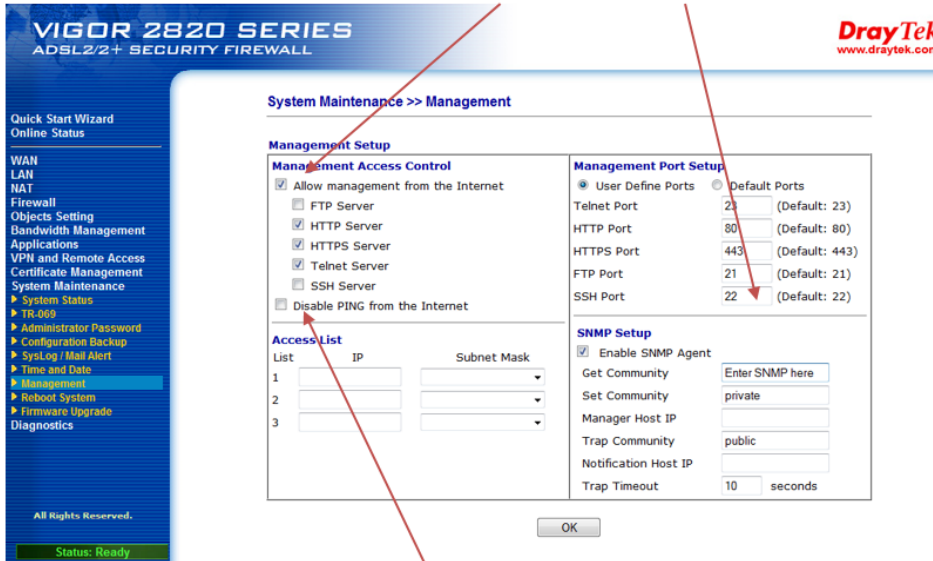 VIGOR 2820 SERIES
ADSL2/2+ SECURITY FIREWALL
DrayTek
www.draytek.com
Quick Start Wizard
Online Status
WAN
LAN
NAT
Firewall
Objects Setting
Bandwidth Management
Applications
VPN and Remote Access
Certificate Management
System Maintenance
System Status
TR-069
Administrator Password
Configuration Backup
SysLog / Mail Alert
Time and Date
Management
Reboot System
Firmware Upgrade
Diagnostics
All Rights Reserved.
Status: Ready
System Maintenance >> Management
Management Setup
Management Access Control
Allow management from the Internet
FTP Server
HTTP Server
HTTPS Server
Telnet Server
SSH Server
Disable PING from the Internet
Access List
List IP Subnet Mask
1
2
3
Management Port Setup
User Define Ports Default Ports
Telnet Port 23 (Default: 23)
HTTP Port 80 (Default: 80)
HTTPS Port 443 (Default: 443)
FTP Port 21 (Default: 21)
SSH Port 22 (Default: 22)
SNMP Setup
Enable SNMP Agent
Get Community Enter SNMP here
Set Community private
Manager Host IP
Trap Community public
Notification Host IP
Trap Timeout 10 seconds
OK